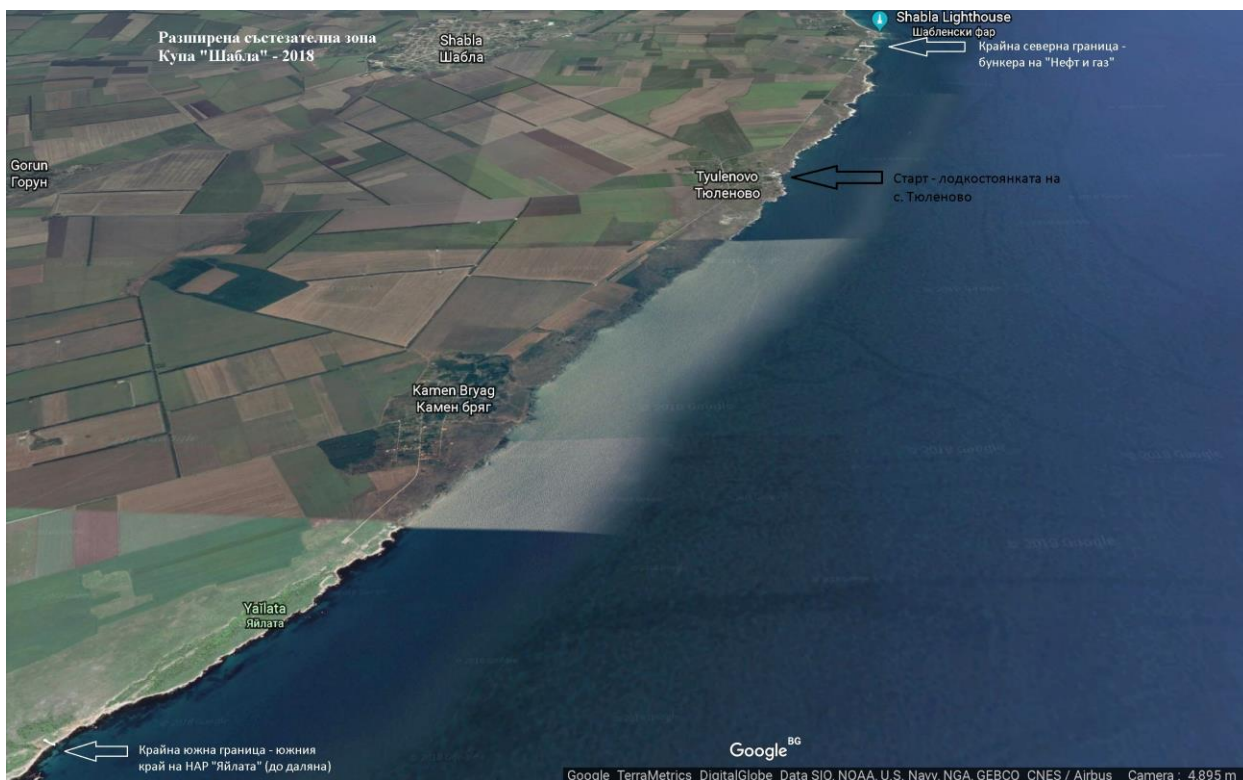 Разширена състезателна зона
Купа "Шабла" - 2018
Shabla
Шабла
Shabla Lighthouse
Шабленски фар
Крайна северна граница -
бункера на "Нефт и газ"
Gorun
Горун
Tyulenovo
Тюленово
Старт - лодкостоянката на
с. Тюленово
Kamen Bryag
Камен бряг
Yaïlata
Яйлата
Крайна южна граница - южния
край на НАР "Яйлата" (до даляна)
Google BG
Google TerraMetrics DigitalGlobe Data SIO, NOAA, U.S. Navy, NGA, GEBCO CNES / Airbus Camera : 4,895 m